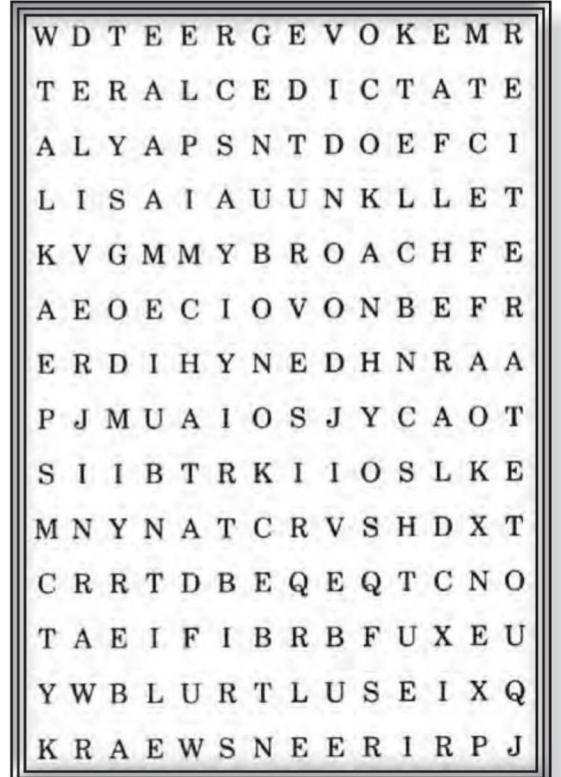 W D T E E R G E V O K E M R
T E R A L C E D I C T A T E
A L Y A P S N T D O E F C I
L I S A I A U U N K L L E T
K V G M M Y B R O A C H F E
A E O E C I O V O N B E F R
E R D I H Y N E D H N R A A
P J M U A I O S J Y C A O T
S I I B T R K I I O S L K E
M N Y N A T C R V S H D X T
C R R T D B E Q E Q T C N O
T A E I F I B R B F U X E U
Y W B L U R T L U S E I X Q
K R A E W S N E E R I R P J